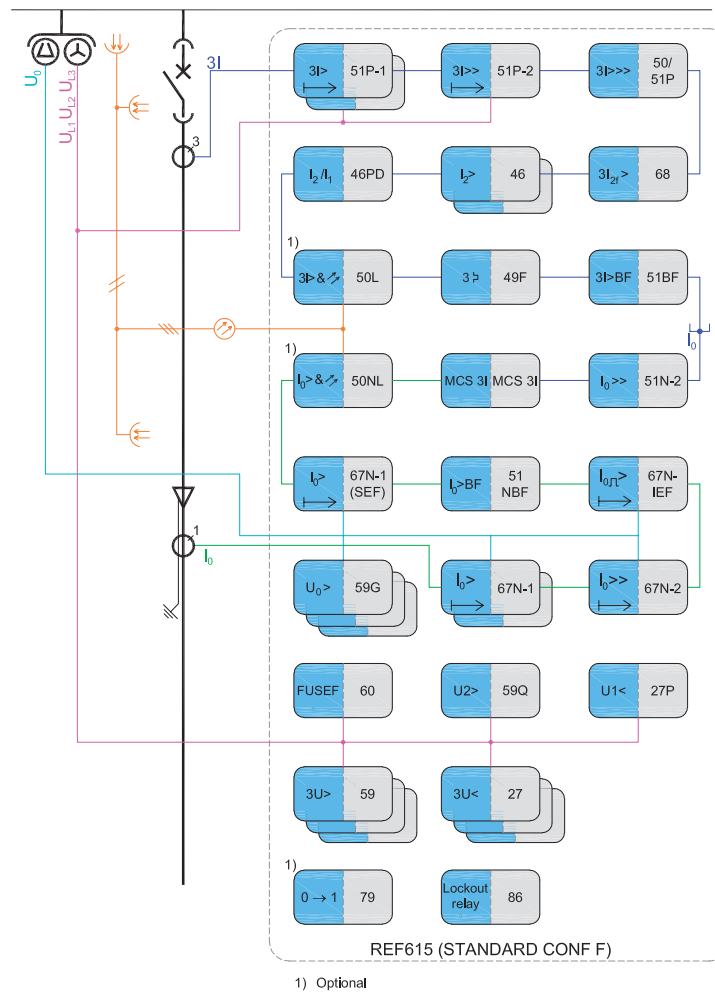 U0
UL1 UL2 UL3
3I
3
3I> 51P-1
3I>> 51P-2
3I>>> 50/
51P
I2 /I1 46PD
I2> 46
3I2f > 68
1)
3I>& 50L
3 49F
3I>BF 51BF
I0
1)
I0>& 50NL
MCS 3I MCS 3I
I0>> 51N-2
I0> 67N-1
(SEF)
I0>BF 51
NBF
I0 > 67N-
IEF
1
I0
U0> 59G
I0> 67N-1
I0>> 67N-2
FUSEF 60
U2> 59Q
U1< 27P
3U> 59
3U< 27
1)
0 → 1 79
Lockout
relay 86
REF615 (STANDARD CONF F)
1) Optional